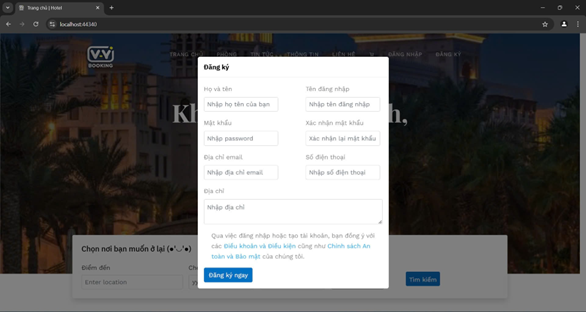 Trang chủ | Hotel
localhost:44340
V·V
BOOKING
TRANG CHỦ PHÒNG TIN TỨC THÔNG TIN LIÊN HỆ ĐĂNG NHẬP ĐĂNG KÝ
Đăng ký
Họ và tên Tên đăng nhập
Nhập họ tên của bạn Nhập tên đăng nhập
Mật khẩu Xác nhận mật khẩu
Nhập password Xác nhận lại mật khẩu
Địa chỉ email Số điện thoại
Nhập địa chỉ email Nhập số điện thoại
Địa chỉ
Nhập địa chỉ
Qua việc đăng nhập hoặc tạo tài khoản, bạn đồng ý với
các Điều khoản và Điều kiện cũng như Chính sách An
toàn và Bảo mật của chúng tôi.
Đăng ký ngay
Chọn nơi bạn muốn ở lại (●'◡'●)
Điểm đến
Enter location
Tìm kiếm